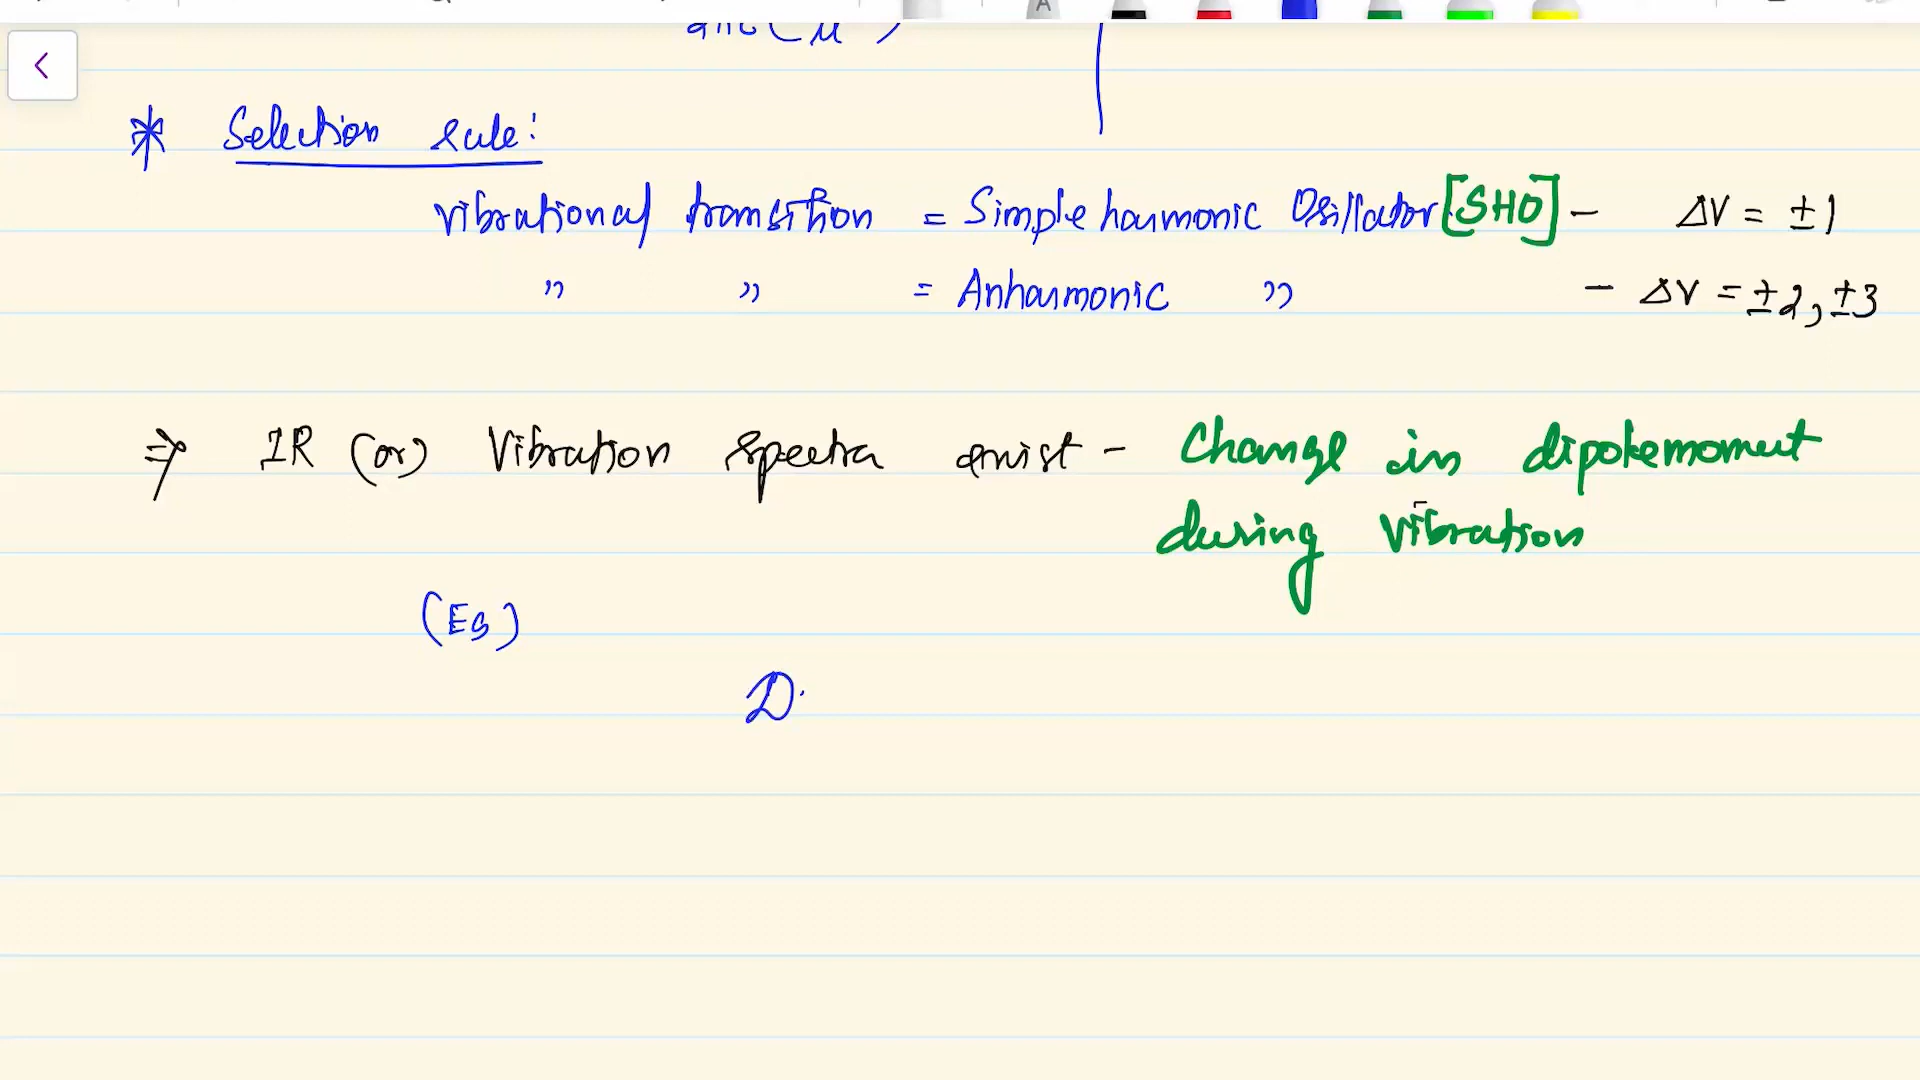 * Selection rule:
vibrational transition = Simple harmonic Osillator [SHO] - ΔV = ±1
" " = Anharmonic " - ΔV = ±2, ±3
⇒ IR (or) Vibration spectra exist - Change in dipolemoment
during vibration
(Eg)
D